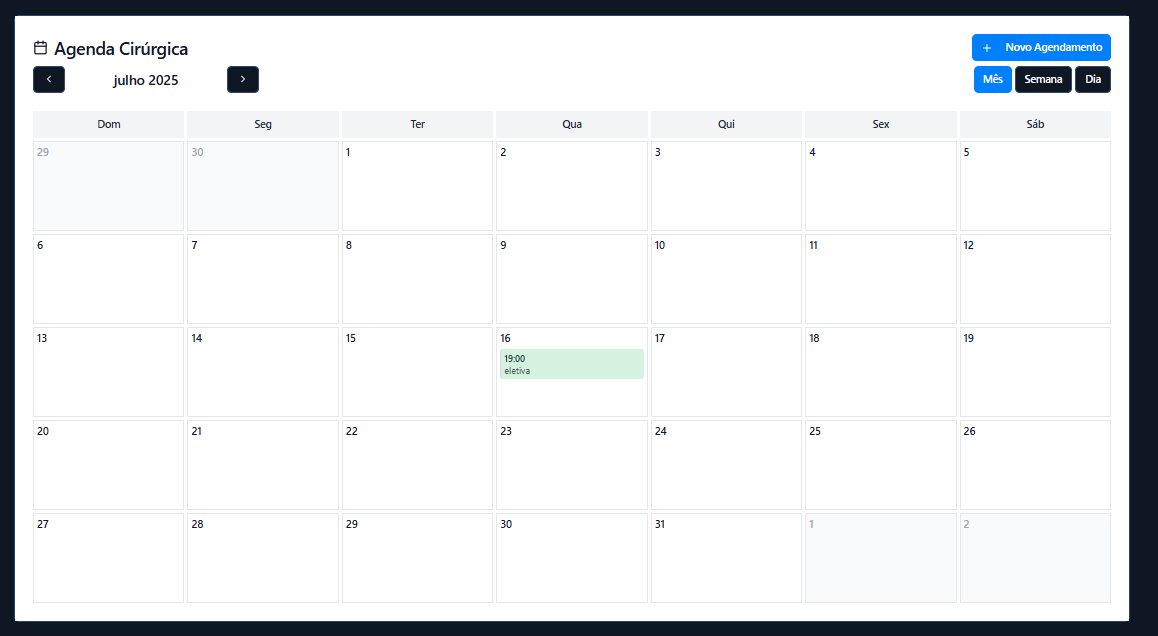 Agenda Cirúrgica
+ Novo Agendamento
< julho 2025 >
Mês Semana Dia
Dom Seg Ter Qua Qui Sex Sáb
29 30 1 2 3 4 5
6 7 8 9 10 11 12
13 14 15 16 17 18 19
19:00
eletiva
20 21 22 23 24 25 26
27 28 29 30 31 1 2